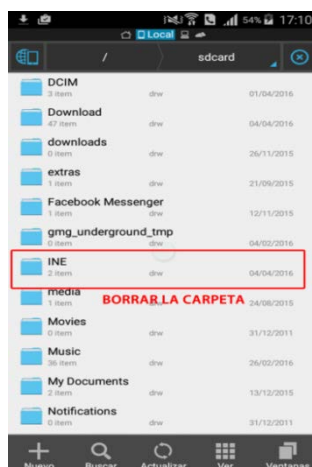 54% 17:10
Local
/ sdcard
DCIM
3 item drw 01/04/2016
Download
47 item drw 04/04/2016
downloads
0 item drw 26/11/2015
extras
1 item drw 21/09/2015
Facebook Messenger
1 item drw 12/11/2015
gmg_underground_tmp
0 item drw 04/02/2016
INE
2 item drw 04/04/2016
media
1 item drw 24/08/2015
BORRAR LA CARPETA
Movies
0 item drw 31/12/2011
Music
36 item drw 26/02/2016
My Documents
2 item drw 13/12/2015
Notifications
0 item drw 31/12/2011
Nuevo Buscar Actualizar Ver Ventanas